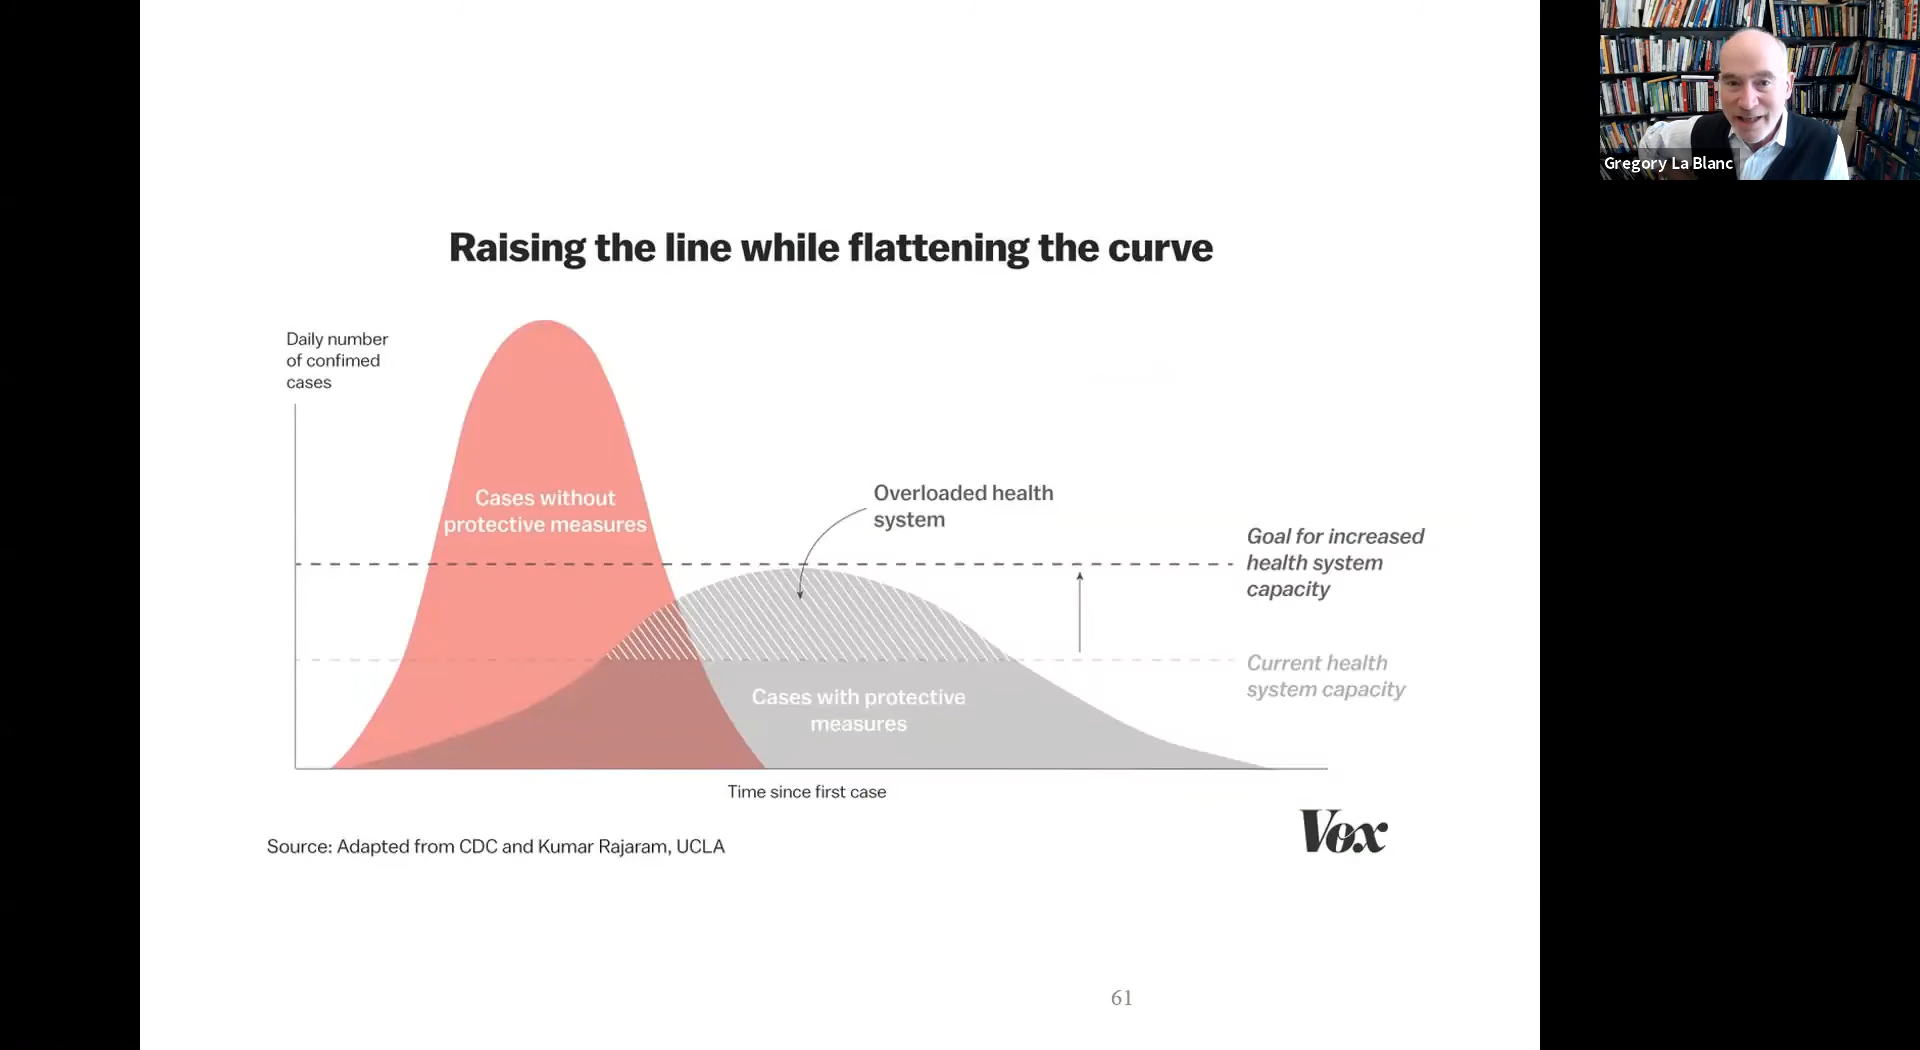 Raising the line while flattening the curve
Daily number
of confimed
cases
Cases without
protective measures
Overloaded health
system
Goal for increased
health system
capacity
Current health
system capacity
Cases with protective
measures
Time since first case
Source: Adapted from CDC and Kumar Rajaram, UCLA
Vox
61
Gregory La Blanc